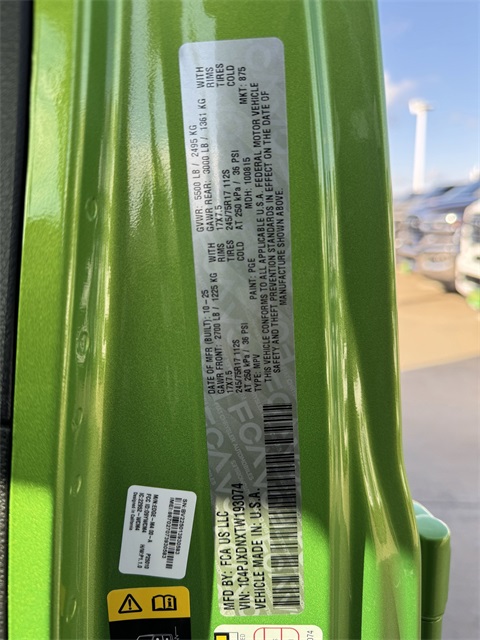 MFD BY: FCA US LLC
VIN: 1C4PJXDNX1W193074
VEHICLE MADE IN U.S.A.
DATE OF MFR (BUILT): 10-25 GVWR: 5500 LB / 2495 KG
GAWR FRONT: 2700 LB / 1225 KG WITH GAWR REAR: 3000 LB / 1361 KG WITH
17X7.5 RIMS 17X7.5 RIMS
245/75R17 112S TIRES 245/75R17 112S TIRES
AT 250 kPa / 36 PSI COLD AT 250 kPa / 36 PSI COLD
TYPE: MPV PAINT: PGE MDH: 100815 MKT: 875
THIS VEHICLE CONFORMS TO ALL APPLICABLE U.S.A. FEDERAL MOTOR VEHICLE
SAFETY AND THEFT PREVENTION STANDARDS IN EFFECT ON THE DATE OF
MANUFACTURE SHOWN ABOVE.
FCA